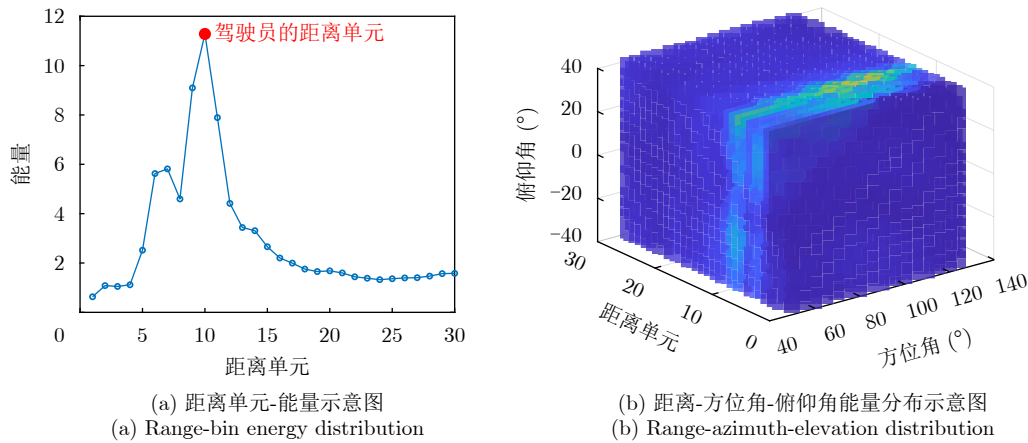 12
10
8
6
4
2
0
5
10
15
20
25
30
能量
驾驶员的距离单元
距离单元
40
20
0
−20
−40
俯仰角 (°)
30
20
10
0
距离单元
40
60
80
100
120
140
方位角 (°)
(a) 距离单元-能量示意图
(a) Range-bin energy distribution
(b) 距离-方位角-俯仰角能量分布示意图
(b) Range-azimuth-elevation distribution